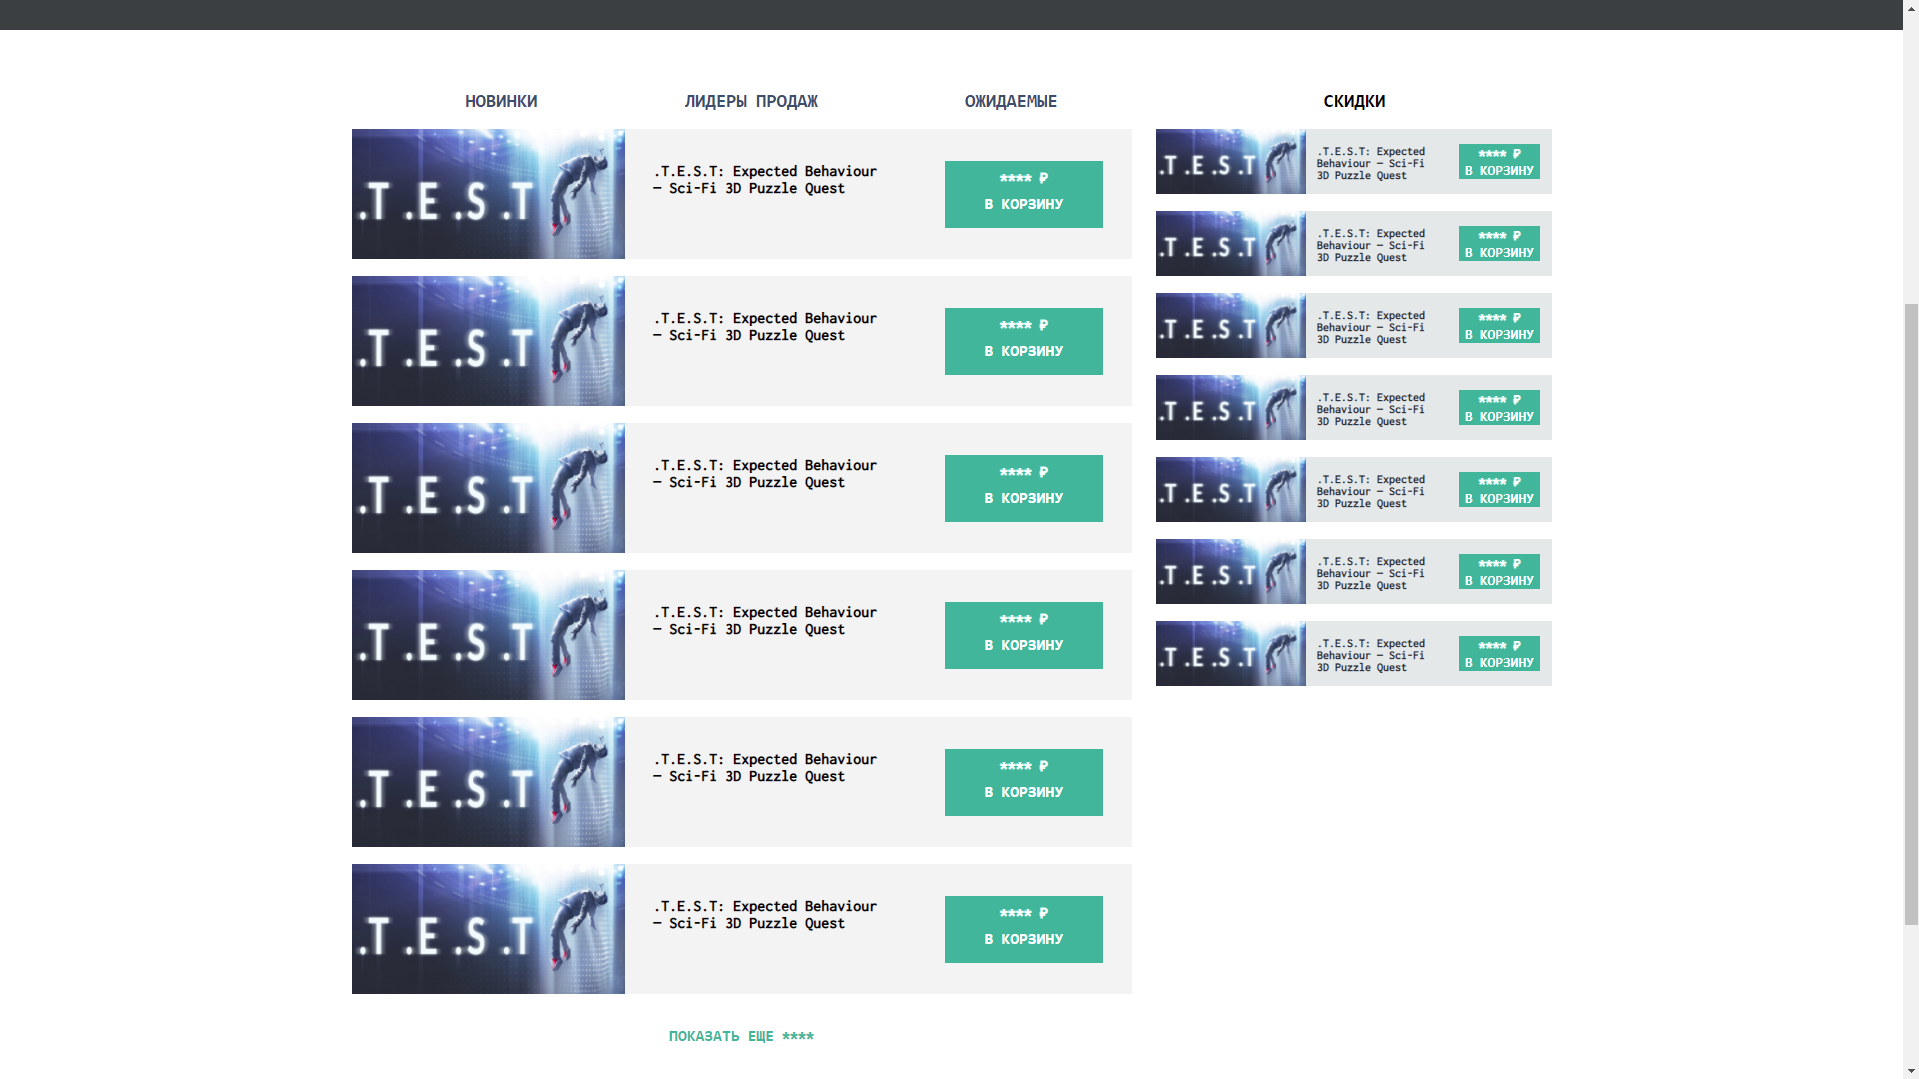 НОВИНКИ
ЛИДЕРЫ ПРОДАЖ
ОЖИДАЕМЫЕ
.T.E.S.T
.T.E.S.T: Expected Behaviour
— Sci-Fi 3D Puzzle Quest
**** ₽
В КОРЗИНУ
.T.E.S.T
.T.E.S.T: Expected Behaviour
— Sci-Fi 3D Puzzle Quest
**** ₽
В КОРЗИНУ
.T.E.S.T
.T.E.S.T: Expected Behaviour
— Sci-Fi 3D Puzzle Quest
**** ₽
В КОРЗИНУ
.T.E.S.T
.T.E.S.T: Expected Behaviour
— Sci-Fi 3D Puzzle Quest
**** ₽
В КОРЗИНУ
.T.E.S.T
.T.E.S.T: Expected Behaviour
— Sci-Fi 3D Puzzle Quest
**** ₽
В КОРЗИНУ
.T.E.S.T
.T.E.S.T: Expected Behaviour
— Sci-Fi 3D Puzzle Quest
**** ₽
В КОРЗИНУ
ПОКАЗАТЬ ЕЩЕ ****
СКИДКИ
.T.E.S.T
.T.E.S.T: Expected
Behaviour — Sci-Fi
3D Puzzle Quest
**** ₽
В КОРЗИНУ
.T.E.S.T
.T.E.S.T: Expected
Behaviour — Sci-Fi
3D Puzzle Quest
**** ₽
В КОРЗИНУ
.T.E.S.T
.T.E.S.T: Expected
Behaviour — Sci-Fi
3D Puzzle Quest
**** ₽
В КОРЗИНУ
.T.E.S.T
.T.E.S.T: Expected
Behaviour — Sci-Fi
3D Puzzle Quest
**** ₽
В КОРЗИНУ
.T.E.S.T
.T.E.S.T: Expected
Behaviour — Sci-Fi
3D Puzzle Quest
**** ₽
В КОРЗИНУ
.T.E.S.T
.T.E.S.T: Expected
Behaviour — Sci-Fi
3D Puzzle Quest
**** ₽
В КОРЗИНУ
.T.E.S.T
.T.E.S.T: Expected
Behaviour — Sci-Fi
3D Puzzle Quest
**** ₽
В КОРЗИНУ